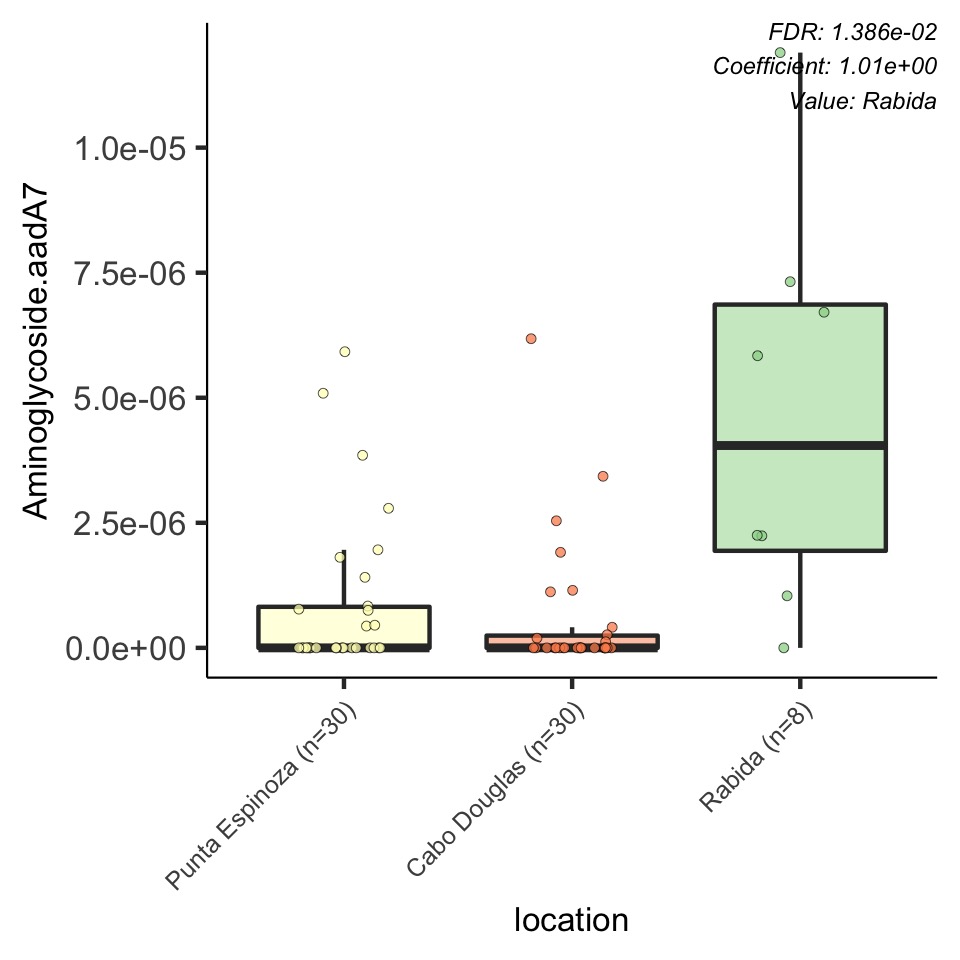 FDR: 1.386e-02
Coefficient: 1.01e+00
Value: Rabida
Aminoglycoside.aadA7
1.0e-05
7.5e-06
5.0e-06
2.5e-06
0.0e+00
Punta Espinoza (n=30)
Cabo Douglas (n=30)
Rabida (n=8)
location